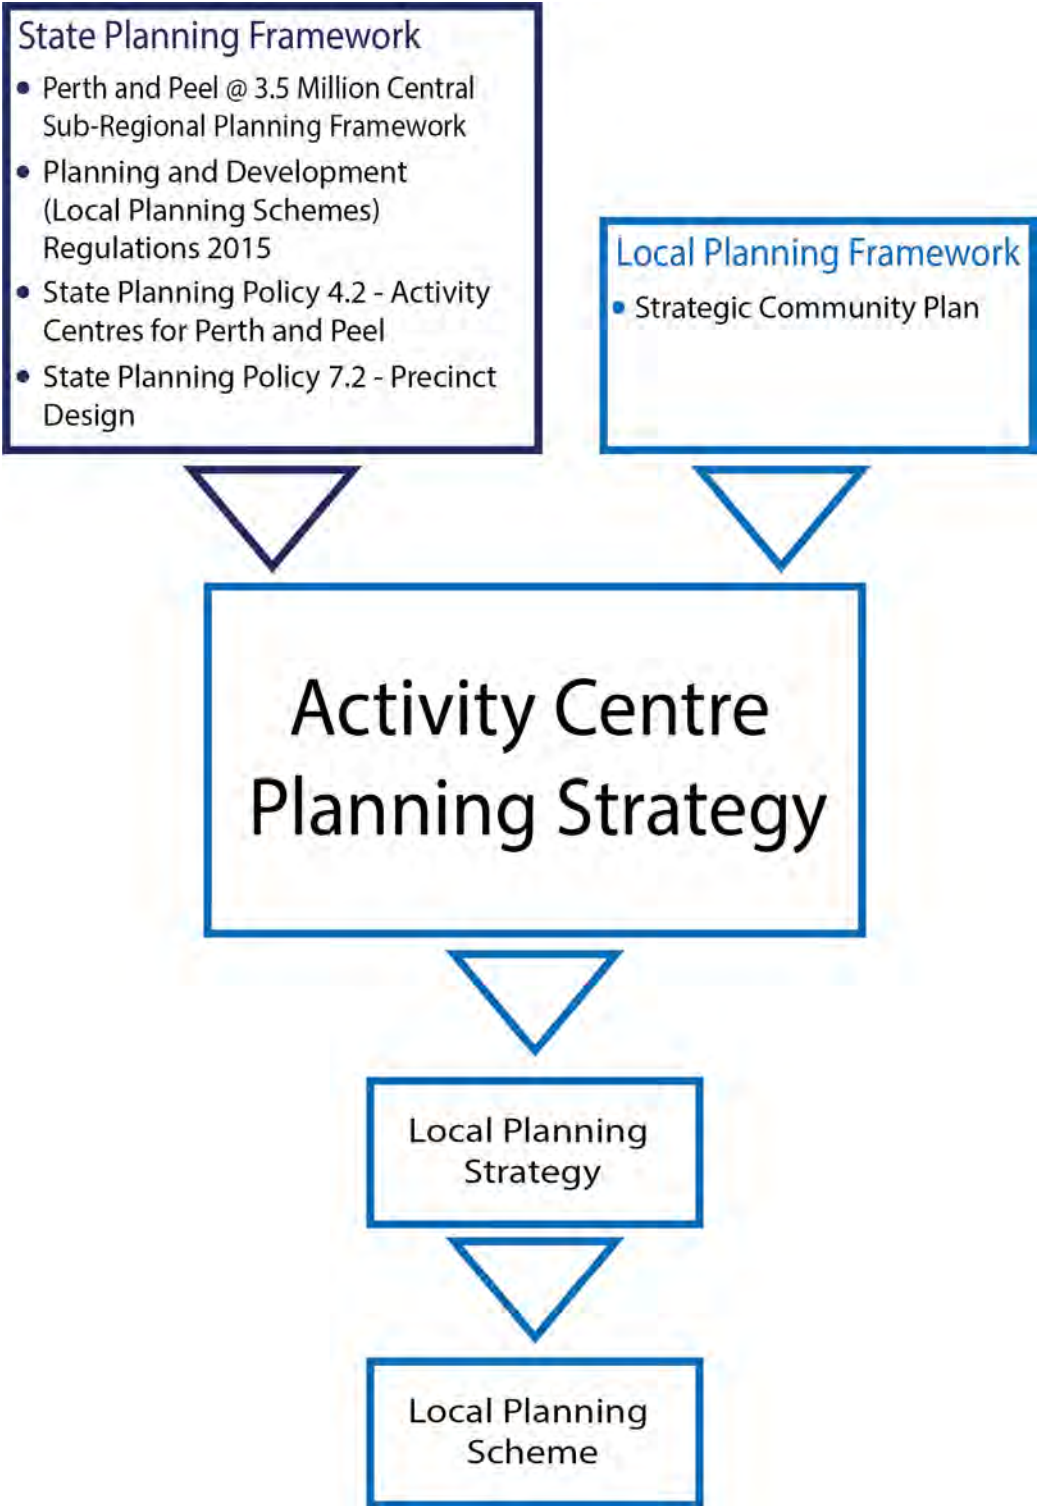 State Planning Framework
• Perth and Peel @ 3.5 Million Central
Sub-Regional Planning Framework
• Planning and Development
(Local Planning Schemes)
Regulations 2015
• State Planning Policy 4.2 - Activity
Centres for Perth and Peel
• State Planning Policy 7.2 - Precinct
Design
Local Planning Framework
• Strategic Community Plan
Activity Centre
Planning Strategy
Local Planning
Strategy
Local Planning
Scheme